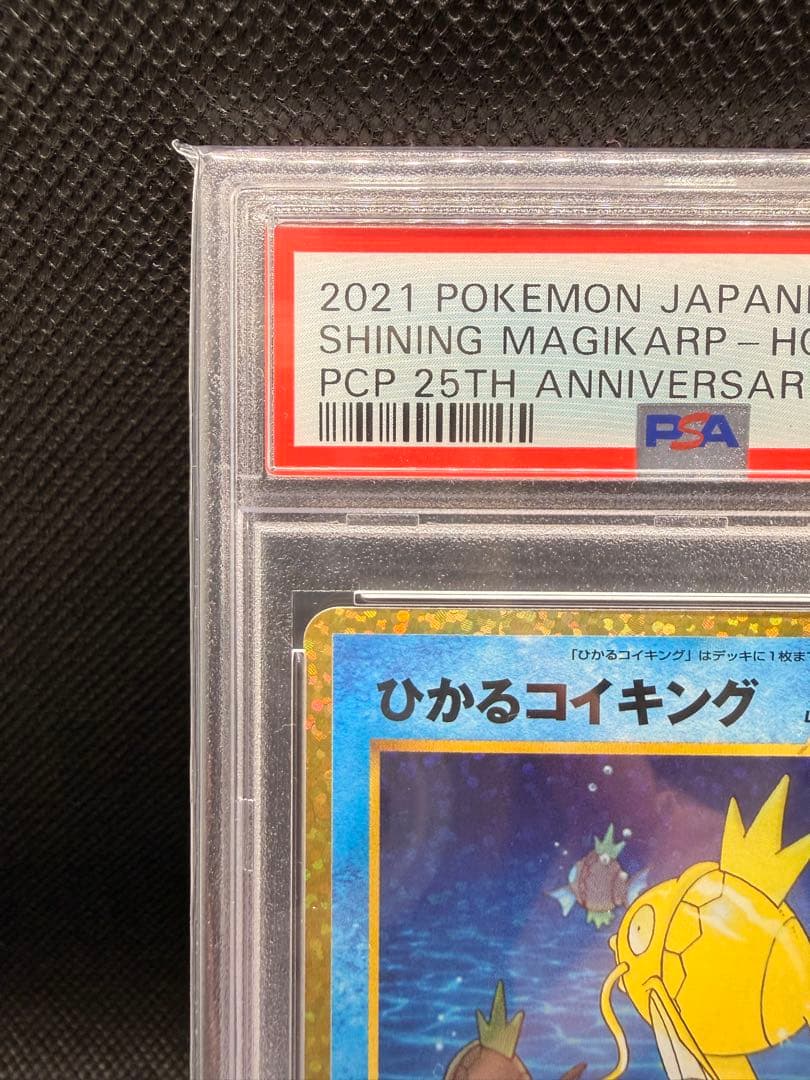 2021 POKEMON JAPAN
SHINING MAGIKARP-HO
PCP 25TH ANNIVERSAR
PSA
「ひかるコイキング」はデッキに1枚ま
ひかるコイキング